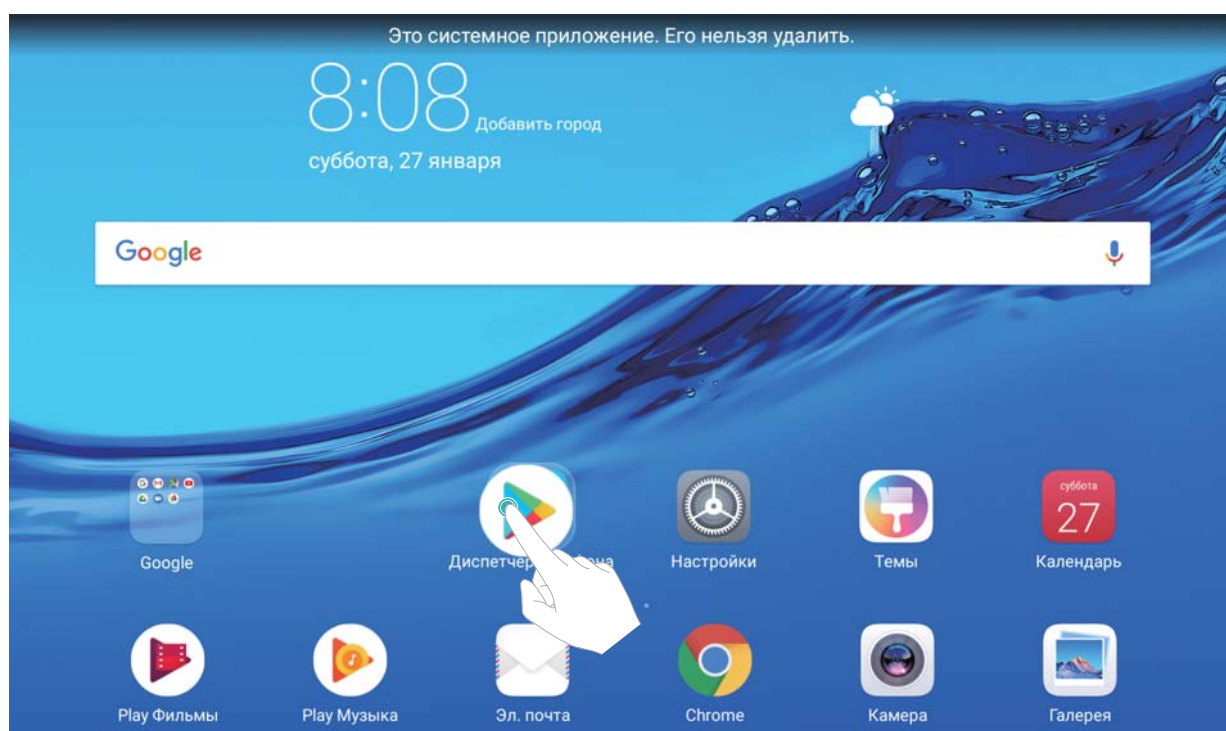 Это системное приложение. Его нельзя удалить.
8:08
Добавить город
суббота, 27 января
Google
суббота
27
Google
Настройки
Темы
Календарь
Play Фильмы
Play Музыка
Эл. почта
Chrome
Камера
Галерея